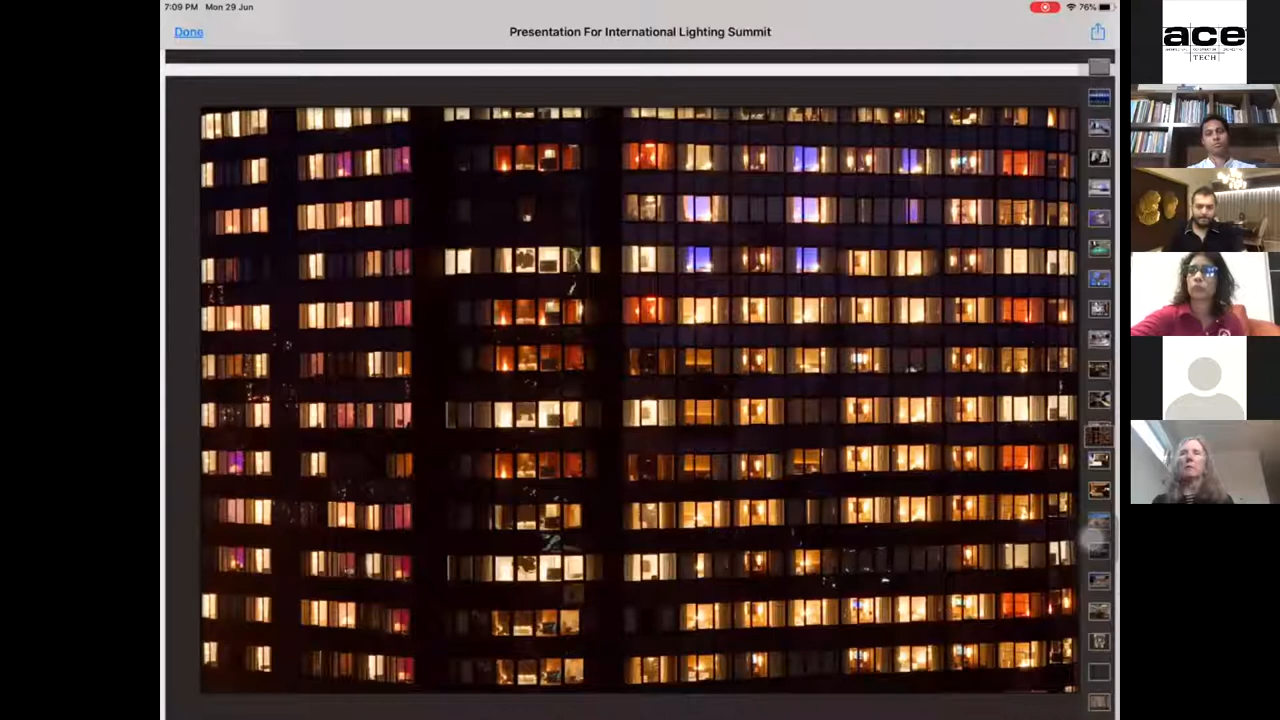 7:09 PM Mon 29 Jun
76%
Done
Presentation For International Lighting Summit
ace
TECH